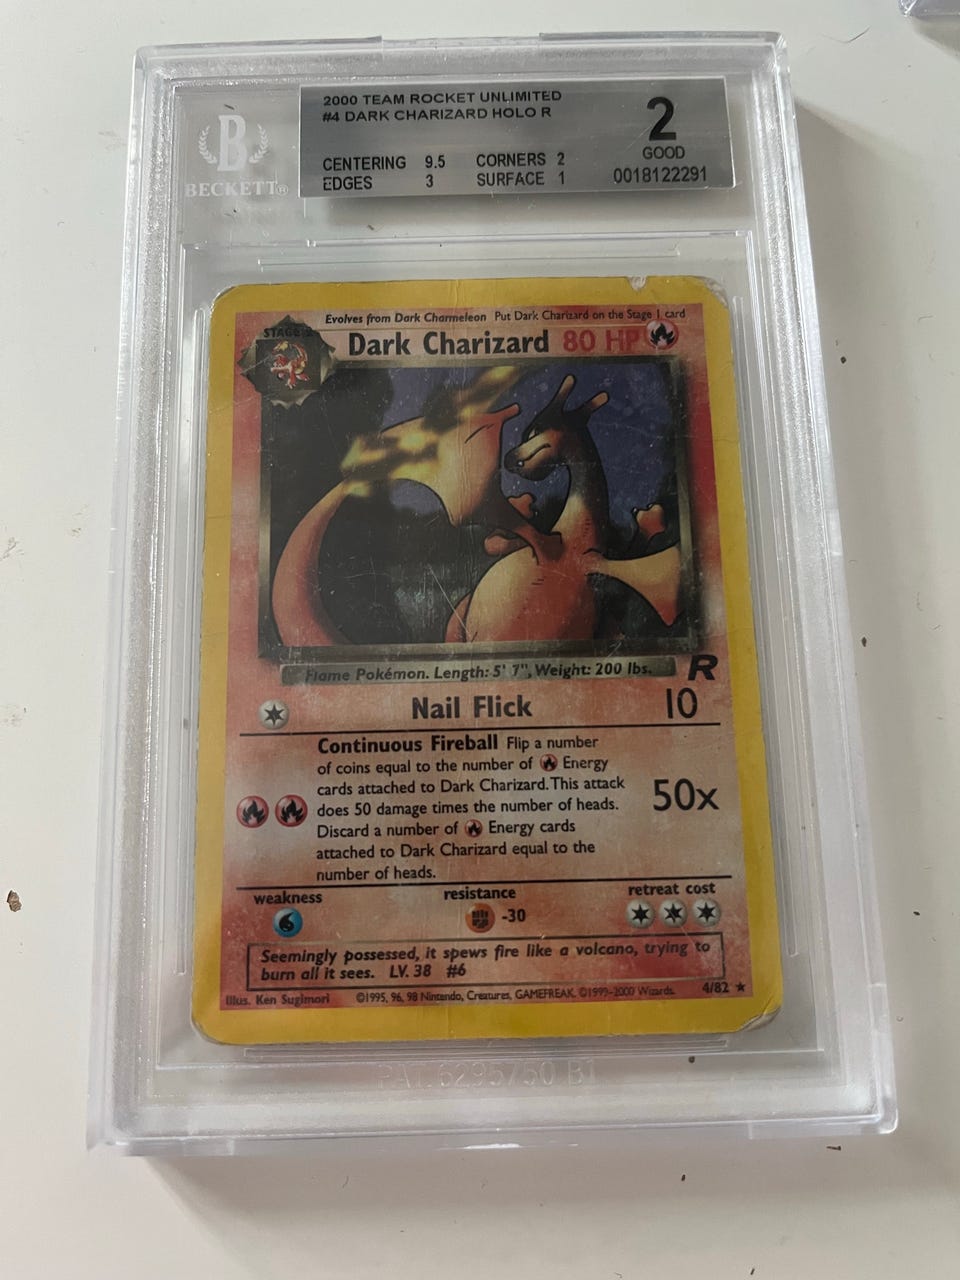 2000 TEAM ROCKET UNLIMITED
#4 DARK CHARIZARD HOLO R
2
GOOD
CENTERING 9.5 CORNERS 2
EDGES 3 SURFACE 1
0018122291
B
BECKETT®
Evolves from Dark Charmeleon Put Dark Charizard on the Stage 1 card
STAGE 2
Dark Charizard 80 HP
Flame Pokémon. Length: 5' 7", Weight: 200 lbs.
R
Nail Flick 10
Continuous Fireball Flip a number
of coins equal to the number of Energy
cards attached to Dark Charizard. This attack
does 50 damage times the number of heads.
Discard a number of Energy cards
attached to Dark Charizard equal to the
number of heads.
50x
weakness resistance retreat cost
-30
Seemingly possessed, it spews fire like a volcano, trying to
burn all it sees. LV. 38 #6
Illus. Ken Sugimori ©1995, 96, 98 Nintendo, Creatures, GAMEFREAK. ©1999-2000 Wizards. 4/82 ★
PAT. 6295750 B1